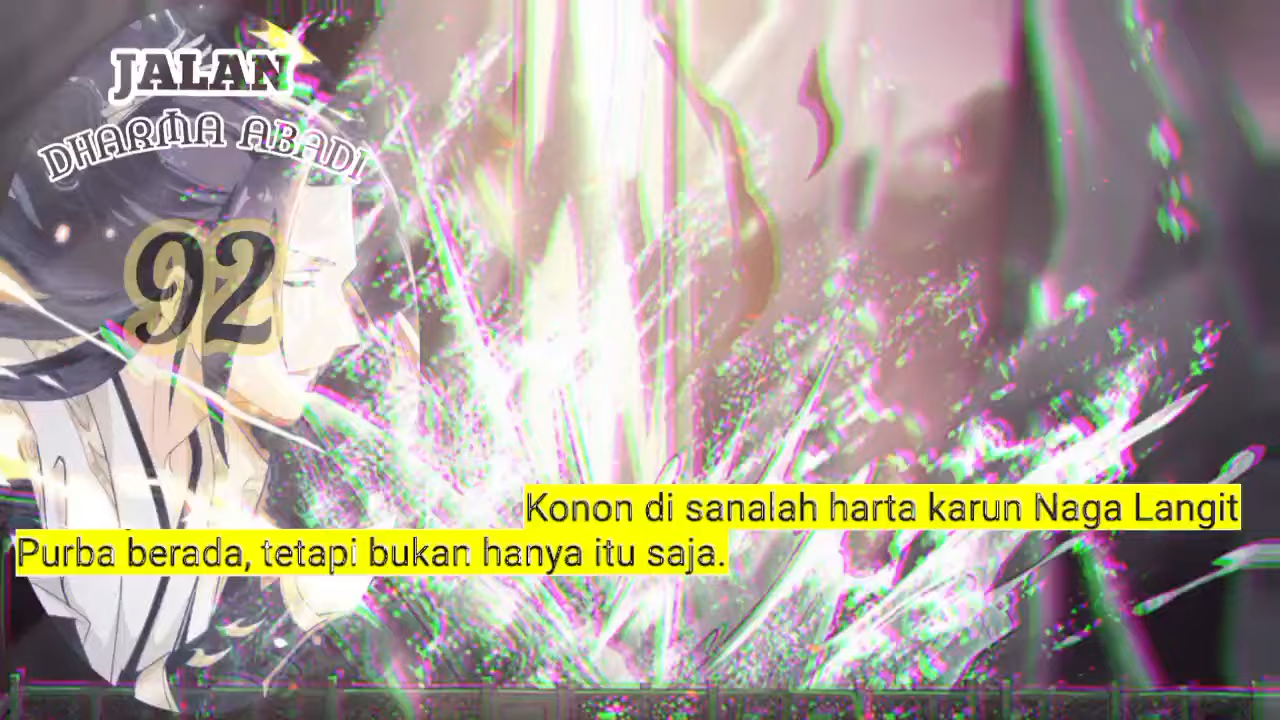 JALAN
DHARMA ABADI
92
Konon di sanalah harta karun Naga Langit
Purba berada, tetapi bukan hanya itu saja.